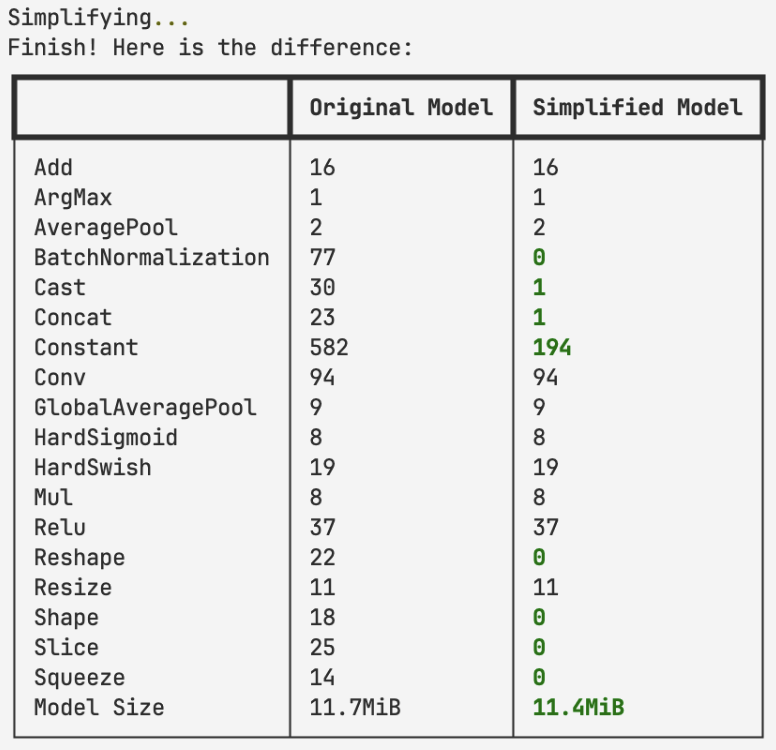 Simplifying...
Finish! Here is the difference:
Original Model Simplified Model
Add 16 16
ArgMax 1 1
AveragePool 2 2
BatchNormalization 77 0
Cast 30 1
Concat 23 1
Constant 582 194
Conv 94 94
GlobalAveragePool 9 9
HardSigmoid 8 8
HardSwish 19 19
Mul 8 8
Relu 37 37
Reshape 22 0
Resize 11 11
Shape 18 0
Slice 25 0
Squeeze 14 0
Model Size 11.7MiB 11.4MiB